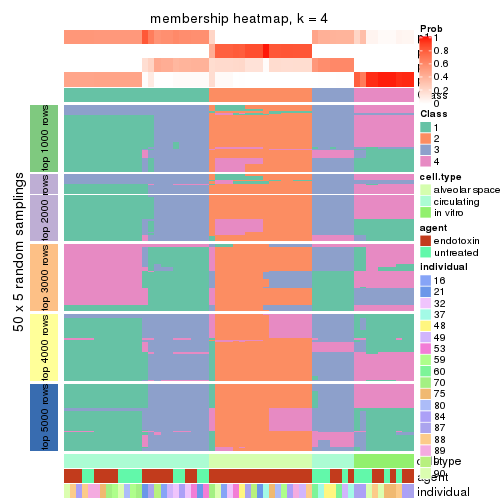 membership heatmap, k = 4
50 x 5 random samplings
top 1000 rows
top 2000 rows
top 3000 rows
top 4000 rows
top 5000 rows
Prob
1
0.8
0.6
0.4
0.2
0
Class
1
2
3
4
cell.type
alveolar space
circulating
in vitro
agent
endotoxin
untreated
individual
16
21
32
37
48
49
53
59
60
70
75
80
84
87
88
89
90
agent
individual